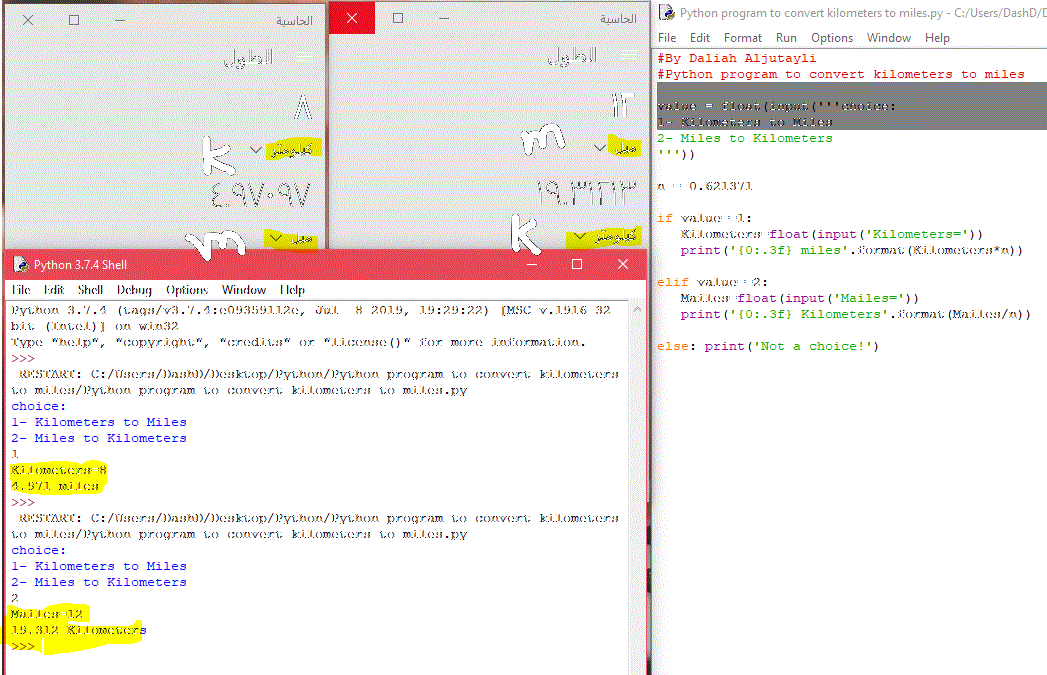 الحاسبة
الطول
٨
كيلومتر
K
٤.٩٧٠٩٧
ميل
m
الحاسبة
الطول
١٢
ميل
m
١٩.٣١٢١٣
كيلومتر
k
Python program to convert kilometers to miles.py - C:/Users/DashD/D
File Edit Format Run Options Window Help
#By Daliah Aljutayli
#Python program to convert kilometers to miles
value = float(input('''choice:
1- Kilometers to Miles
2- Miles to Kilometers
'''))
n = 0.621371
if value==1:
Kilometers=float(input('Kilometers='))
print('{0:.3f} miles'.format(Kilometers*n))
elif value==2:
Mailes=float(input('Mailes='))
print('{0:.3f} Kilometers'.format(Mailes/n))
else: print('Not a choice!')
Python 3.7.4 Shell
File Edit Shell Debug Options Window Help
Python 3.7.4 (tags/v3.7.4:e09359112e, Jul  8 2019, 19:29:22) [MSC v.1916 32
bit (Intel)] on win32
Type "help", "copyright", "credits" or "license()" for more information.
>>>
RESTART: C:/Users/DashD/Desktop/Python/Python program to convert kilometers
to miles/Python program to convert kilometers to miles.py
choice:
1- Kilometers to Miles
2- Miles to Kilometers
1
Kilometers=8
4.971 miles
>>>
RESTART: C:/Users/DashD/Desktop/Python/Python program to convert kilometers
to miles/Python program to convert kilometers to miles.py
choice:
1- Kilometers to Miles
2- Miles to Kilometers
2
Mailes=12
19.312 Kilometers
>>>